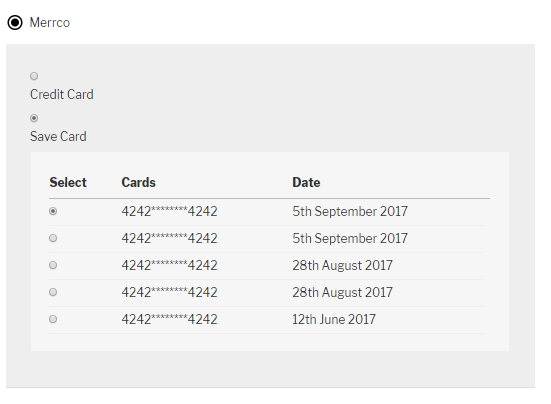 Merrco
Credit Card
Save Card
Select Cards Date
4242********4242 5th September 2017
4242********4242 5th September 2017
4242********4242 28th August 2017
4242********4242 28th August 2017
4242********4242 12th June 2017